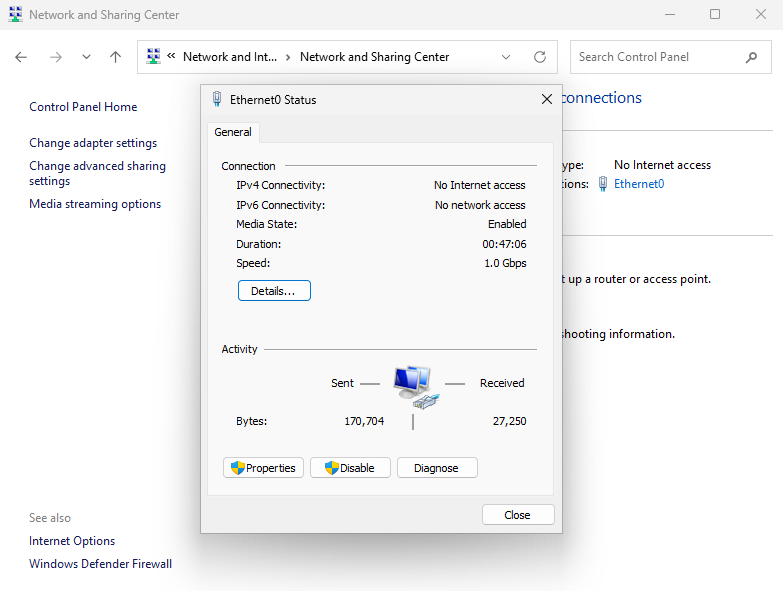 Network and Sharing Center
« Network and Int... › Network and Sharing Center
Search Control Panel
Control Panel Home
Change adapter settings
Change advanced sharing
settings
Media streaming options
See also
Internet Options
Windows Defender Firewall
connections
ype: No Internet access
ions: Ethernet0
t up a router or access point.
shooting information.
Ethernet0 Status
General
Connection
IPv4 Connectivity: No Internet access
IPv6 Connectivity: No network access
Media State: Enabled
Duration: 00:47:06
Speed: 1.0 Gbps
Details...
Activity
Sent Received
Bytes: 170,704 27,250
Properties Disable Diagnose
Close